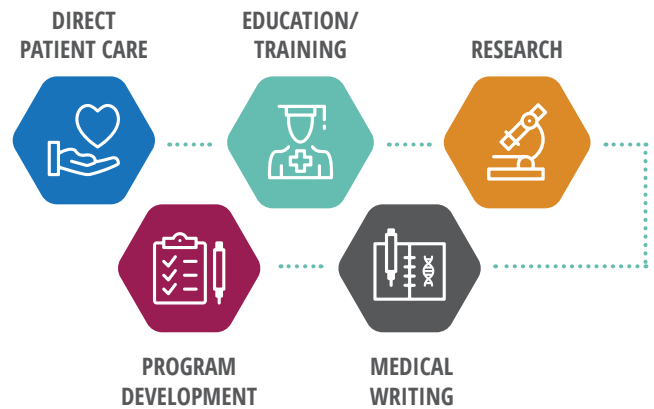 DIRECT
PATIENT CARE
EDUCATION/
TRAINING
RESEARCH
PROGRAM
DEVELOPMENT
MEDICAL
WRITING